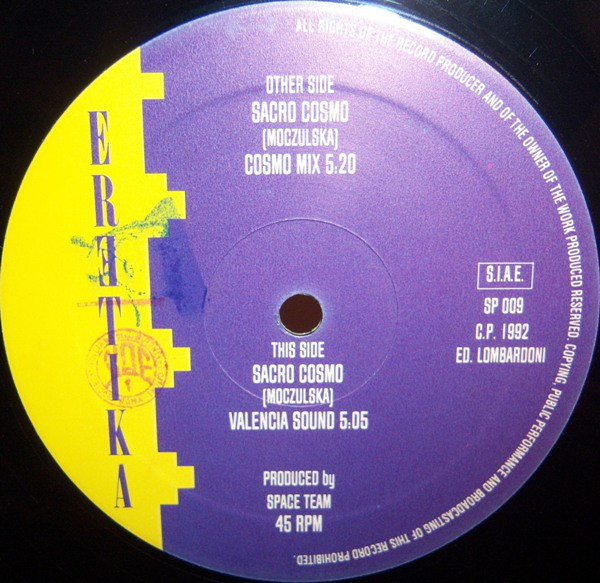 ERETIKA
OTHER SIDE
SACRO COSMO
(MOCZULSKA)
COSMO MIX 5:20
S.I.A.E.
SP 009
C.P. 1992
ED. LOMBARDONI
THIS SIDE
SACRO COSMO
(MOCZULSKA)
VALENCIA SOUND 5.05
PRODUCED by
SPACE TEAM
45 RPM
ALL RIGHTS OF THE RECORD PRODUCER AND OF THE OWNER OF THE WORK PRODUCED RESERVED. COPYING, PUBLIC PERFORMANCE AND BROADCASTING OF THIS RECORD PROHIBITED.